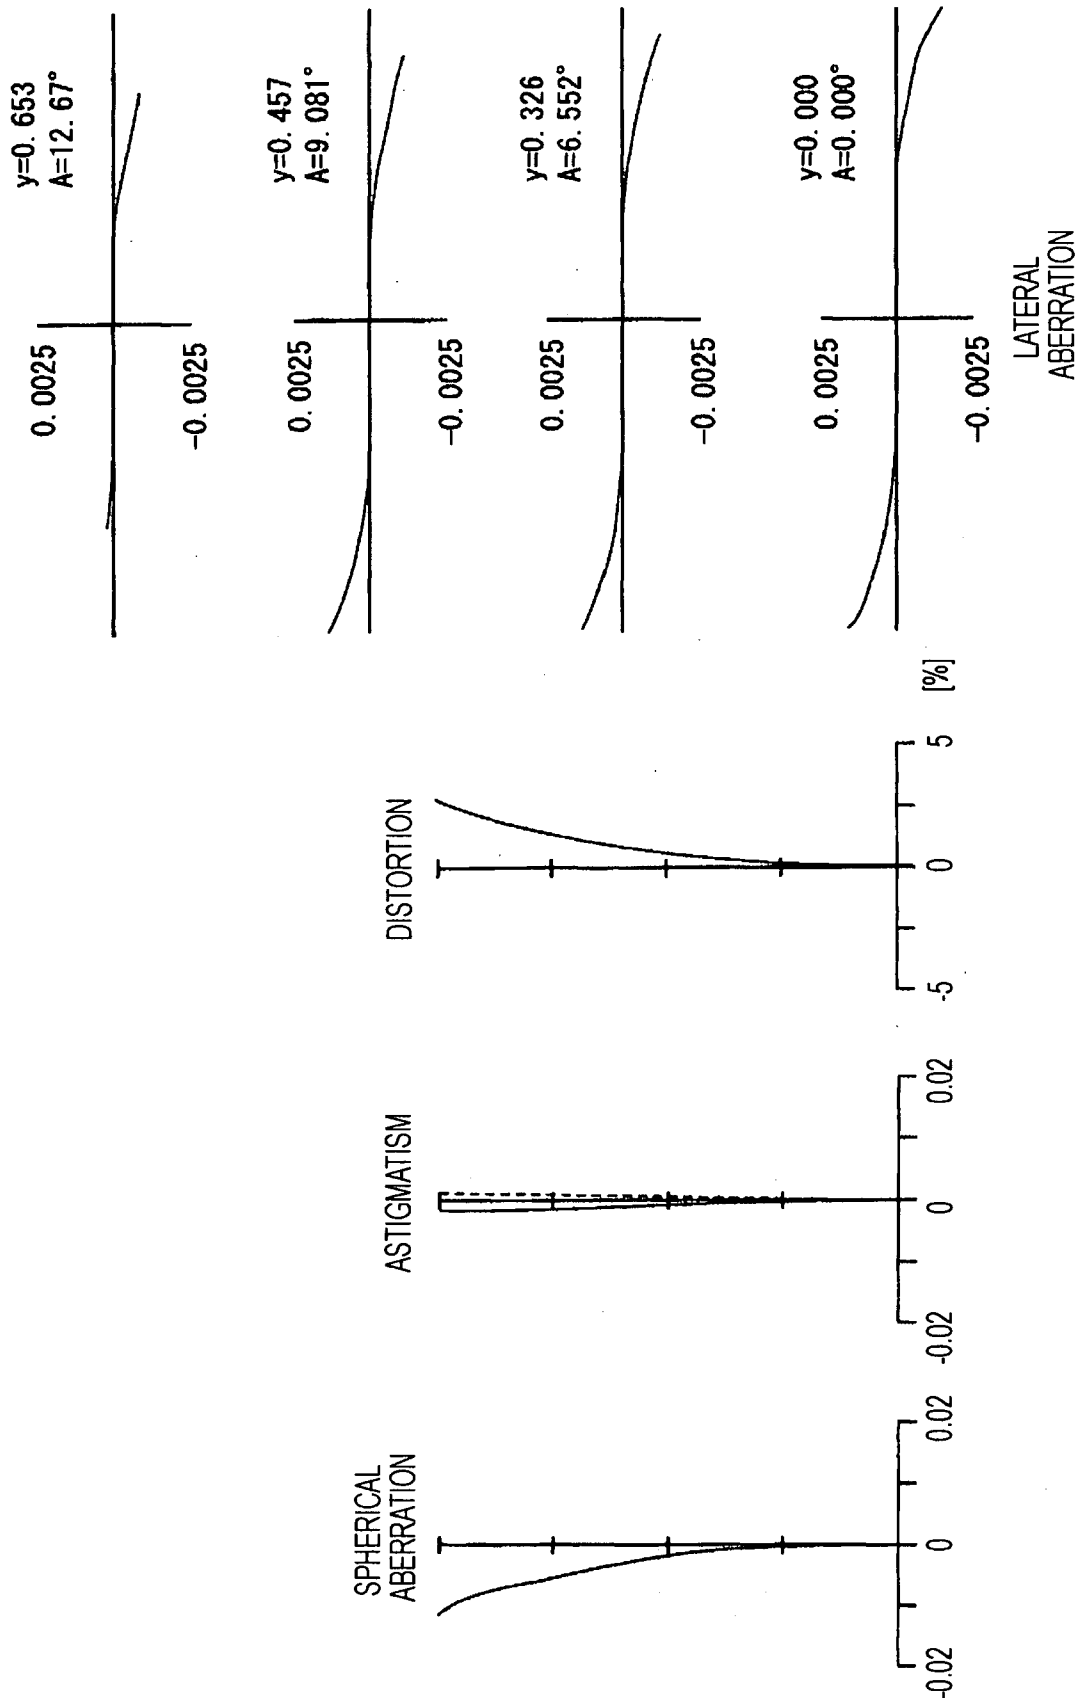 SPHERICAL
ABERRATION
-0.02
0
0.02
ASTIGMATISM
-0.02
0
0.02
DISTORTION
-5
0
5
[%]
y=0.653
A=12.67°
0.0025
-0.0025
y=0.457
A=9.081°
0.0025
-0.0025
y=0.326
A=6.552°
0.0025
-0.0025
y=0.000
A=0.000°
0.0025
-0.0025
LATERAL
ABERRATION